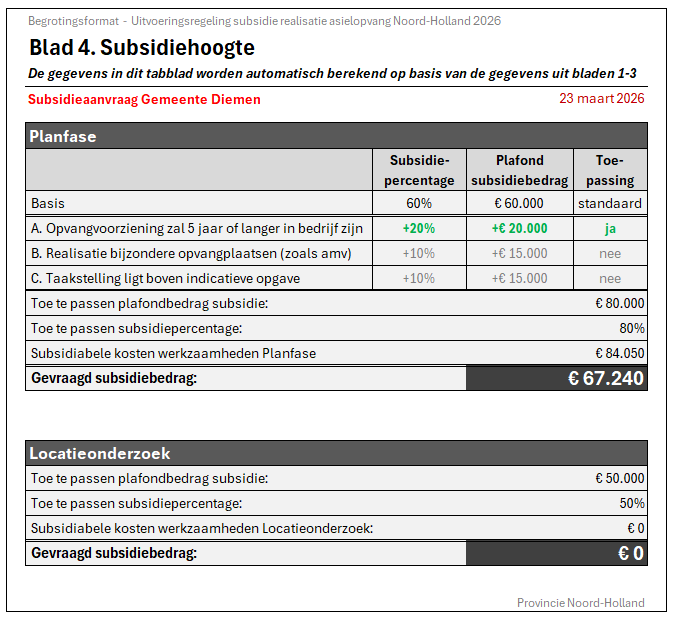 Begrotingsformat - Uitvoeringsregeling subsidie realisatie asielopvang Noord-Holland 2026
Blad 4. Subsidiehoogte
De gegevens in dit tabblad worden automatisch berekend op basis van de gegevens uit bladen 1-3
Subsidieaanvraag Gemeente Diemen 23 maart 2026
Planfase
Subsidie-percentage Plafond subsidiebedrag Toe-passing
Basis 60% € 60.000 standaard
A. Opvangvoorziening zal 5 jaar of langer in bedrijf zijn +20% +€ 20.000 ja
B. Realisatie bijzondere opvangplaatsen (zoals amv) +10% +€ 15.000 nee
C. Taakstelling ligt boven indicatieve opgave +10% +€ 15.000 nee
Toe te passen plafondbedrag subsidie: € 80.000
Toe te passen subsidiepercentage: 80%
Subsidiabele kosten werkzaamheden Planfase € 84.050
Gevraagd subsidiebedrag: € 67.240
Locatieonderzoek
Toe te passen plafondbedrag subsidie: € 50.000
Toe te passen subsidiepercentage: 50%
Subsidiabele kosten werkzaamheden Locatieonderzoek: € 0
Gevraagd subsidiebedrag: € 0
Provincie Noord-Holland